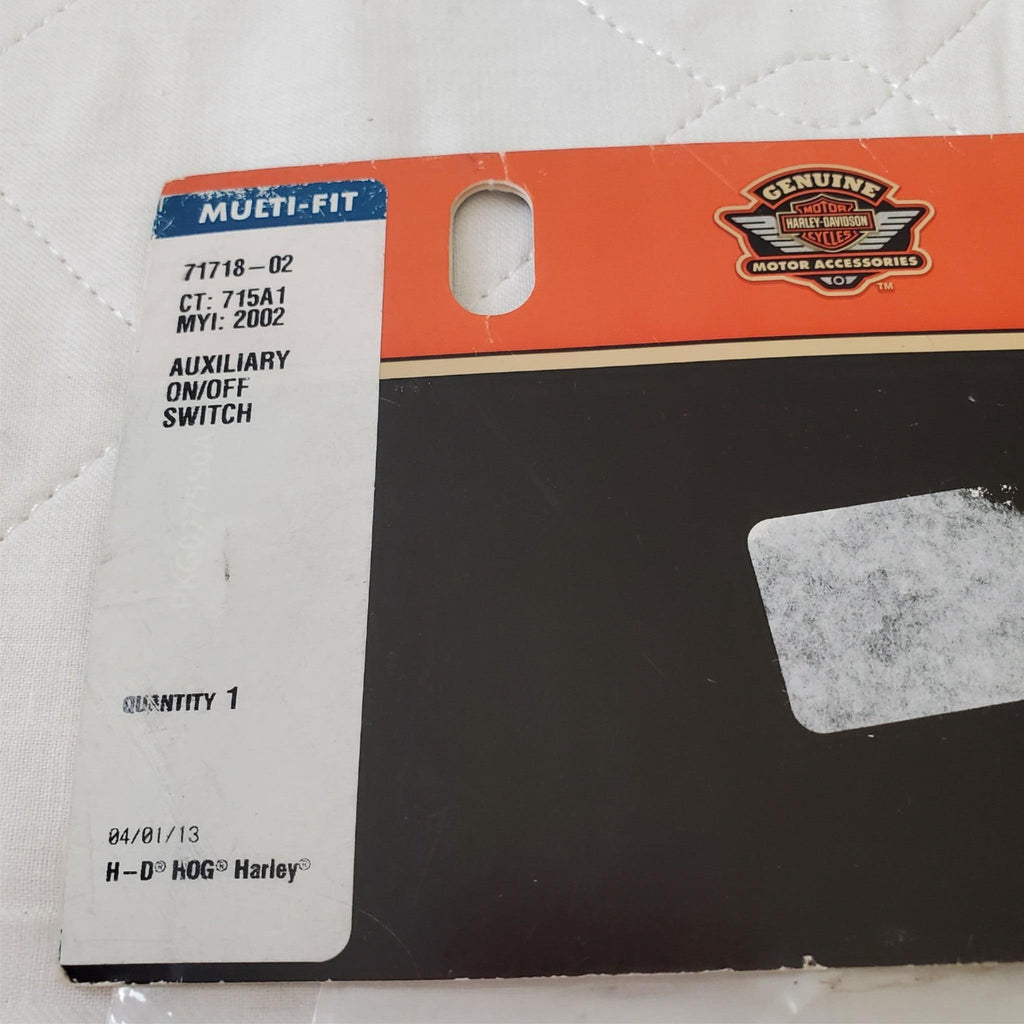 MULTI-FIT
71718-02
CT: 715A1
MYI: 2002
AUXILIARY
ON/OFF
SWITCH
QUANTITY 1
04/01/13
H-D® HOG® Harley®
GENUINE
MOTOR
HARLEY-DAVIDSON
CYCLES
MOTOR ACCESSORIES
TM